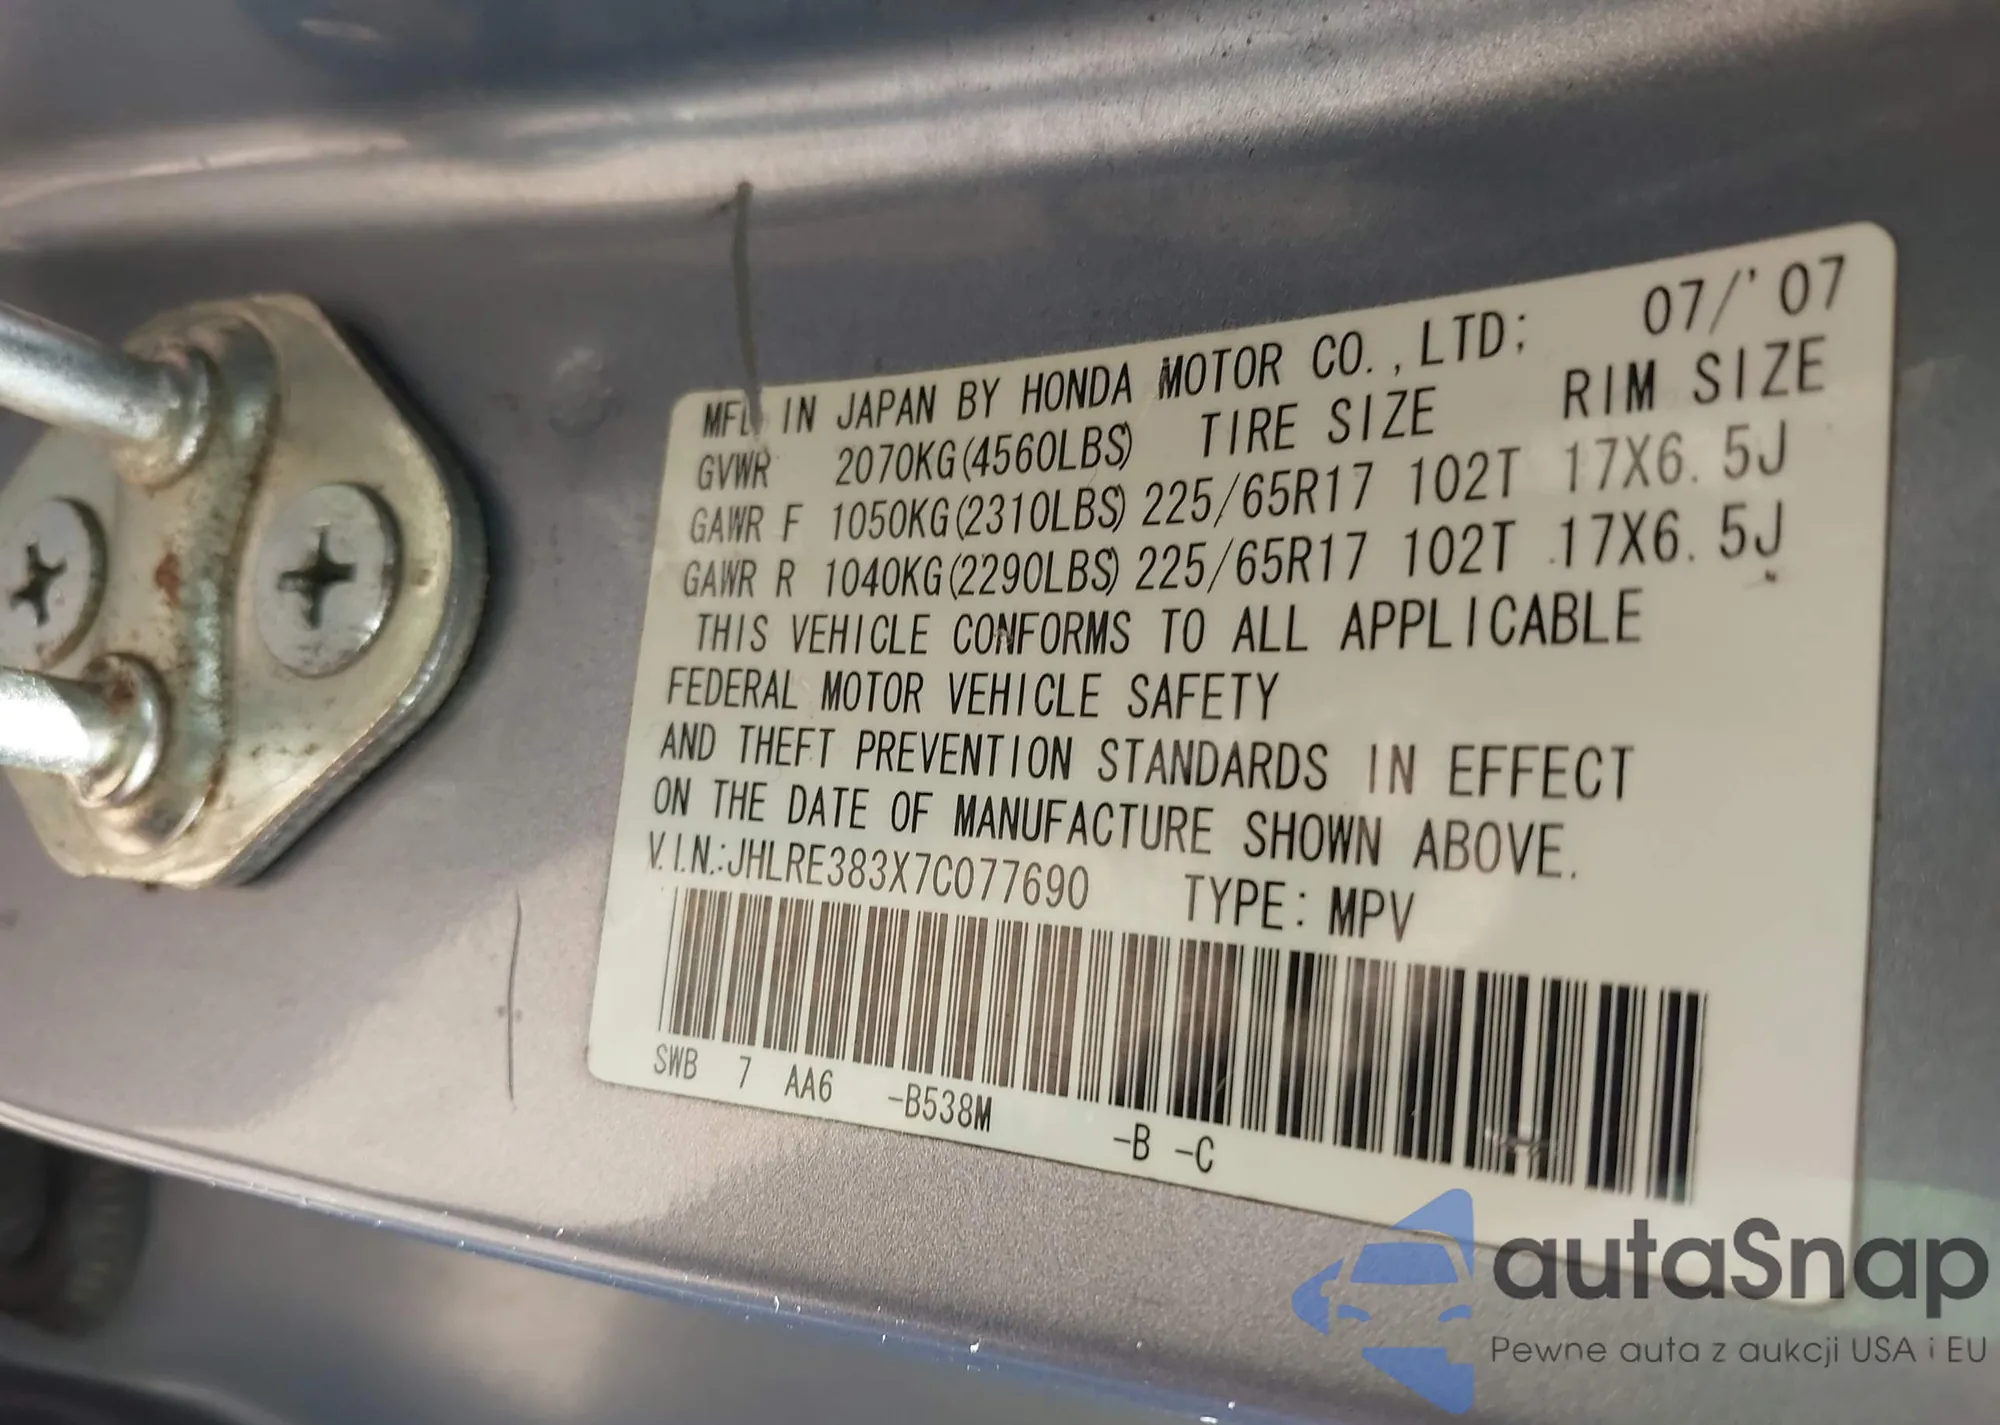 07/'07
MFD IN JAPAN BY HONDA MOTOR CO.,LTD;
GVWR 2070KG(4560LBS) TIRE SIZE RIM SIZE
GAWR F 1050KG(2310LBS) 225/65R17 102T 17X6.5J
GAWR R 1040KG(2290LBS) 225/65R17 102T 17X6.5J
THIS VEHICLE CONFORMS TO ALL APPLICABLE
FEDERAL MOTOR VEHICLE SAFETY
AND THEFT PREVENTION STANDARDS IN EFFECT
ON THE DATE OF MANUFACTURE SHOWN ABOVE.
V.I.N.:JHLRE383X7C077690 TYPE: MPV
SWB 7 AA6 -B538M -B -C
autaSnap
Pewne auta z aukcji USA i EU